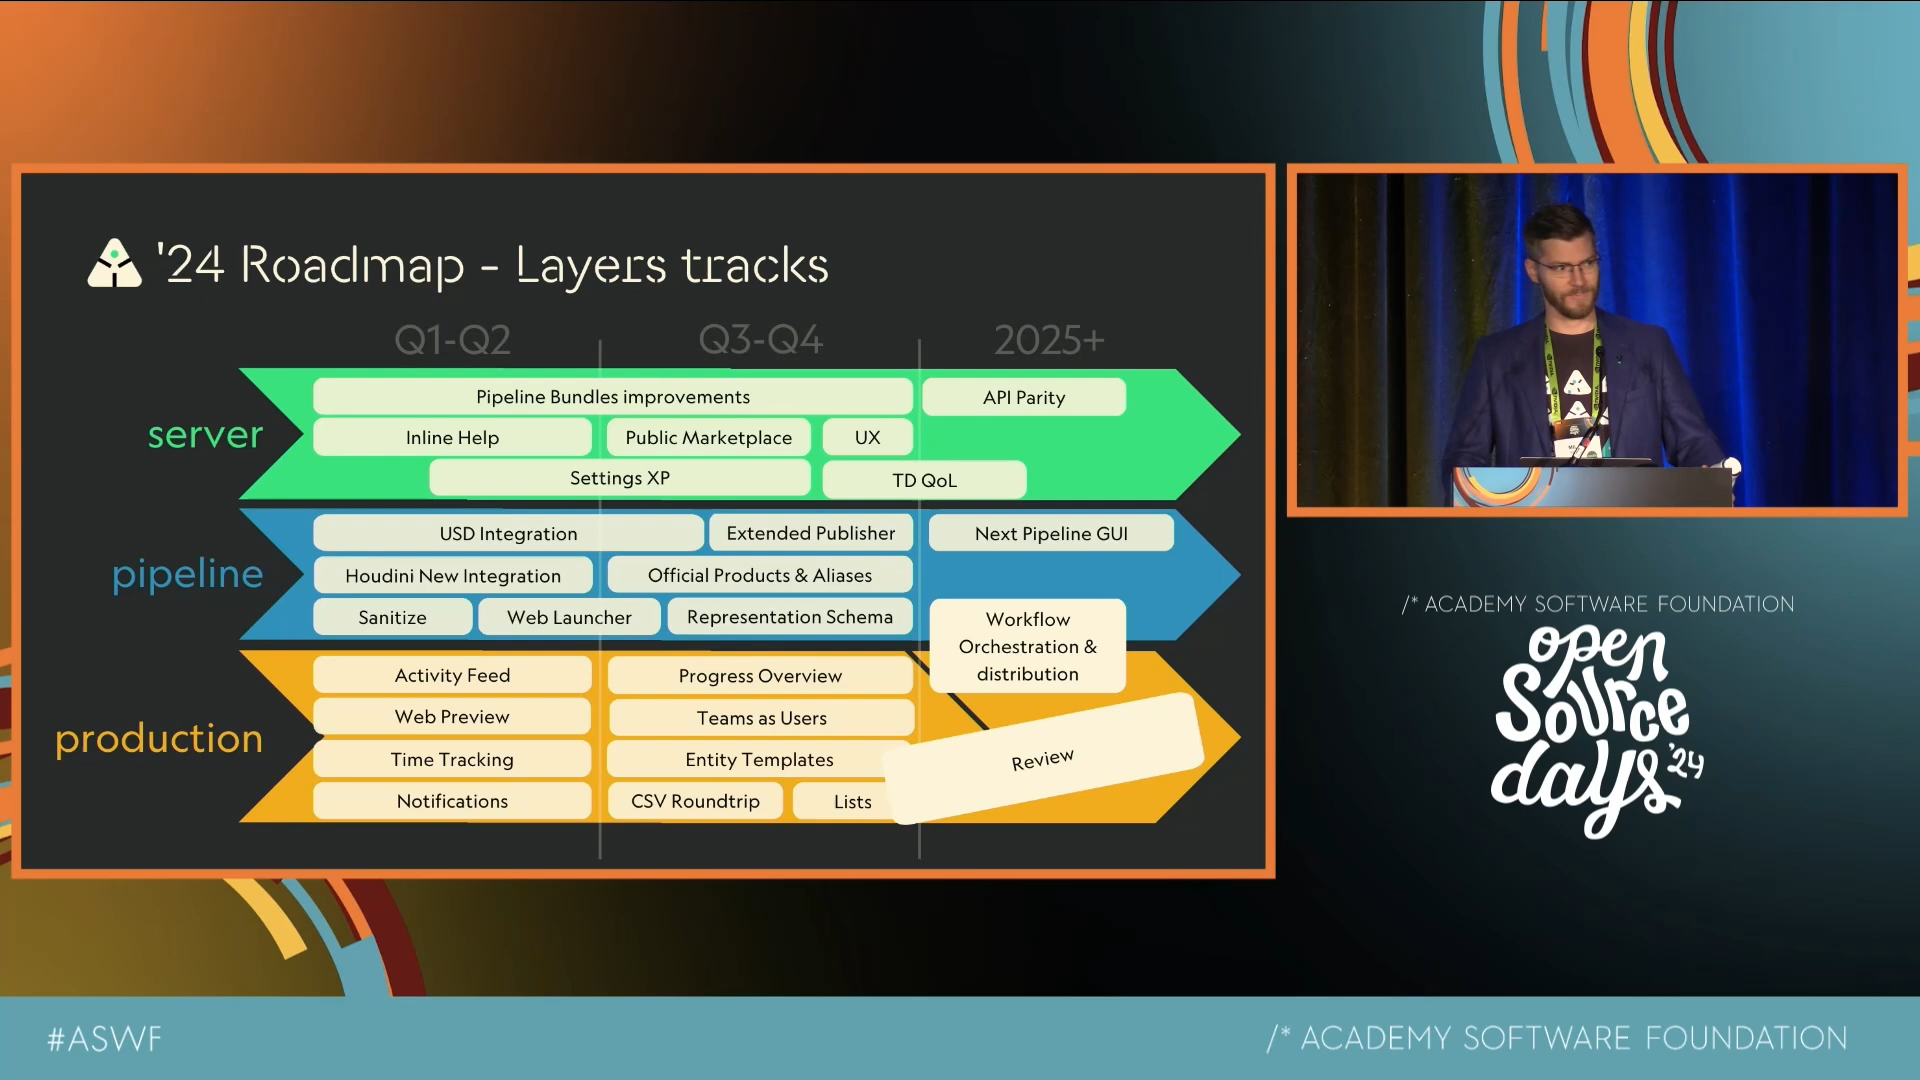 '24 Roadmap - Layers tracks
Q1-Q2
Q3-Q4
2025+
server
Pipeline Bundles improvements
API Parity
Inline Help
Public Marketplace
UX
Settings XP
TD QoL
pipeline
USD Integration
Extended Publisher
Next Pipeline GUI
Houdini New Integration
Official Products & Aliases
Sanitize
Web Launcher
Representation Schema
Workflow
Orchestration &
distribution
production
Activity Feed
Progress Overview
Web Preview
Teams as Users
Time Tracking
Entity Templates
Review
Notifications
CSV Roundtrip
Lists
/* ACADEMY SOFTWARE FOUNDATION
open
Source
days '24
#ASWF
/* ACADEMY SOFTWARE FOUNDATION